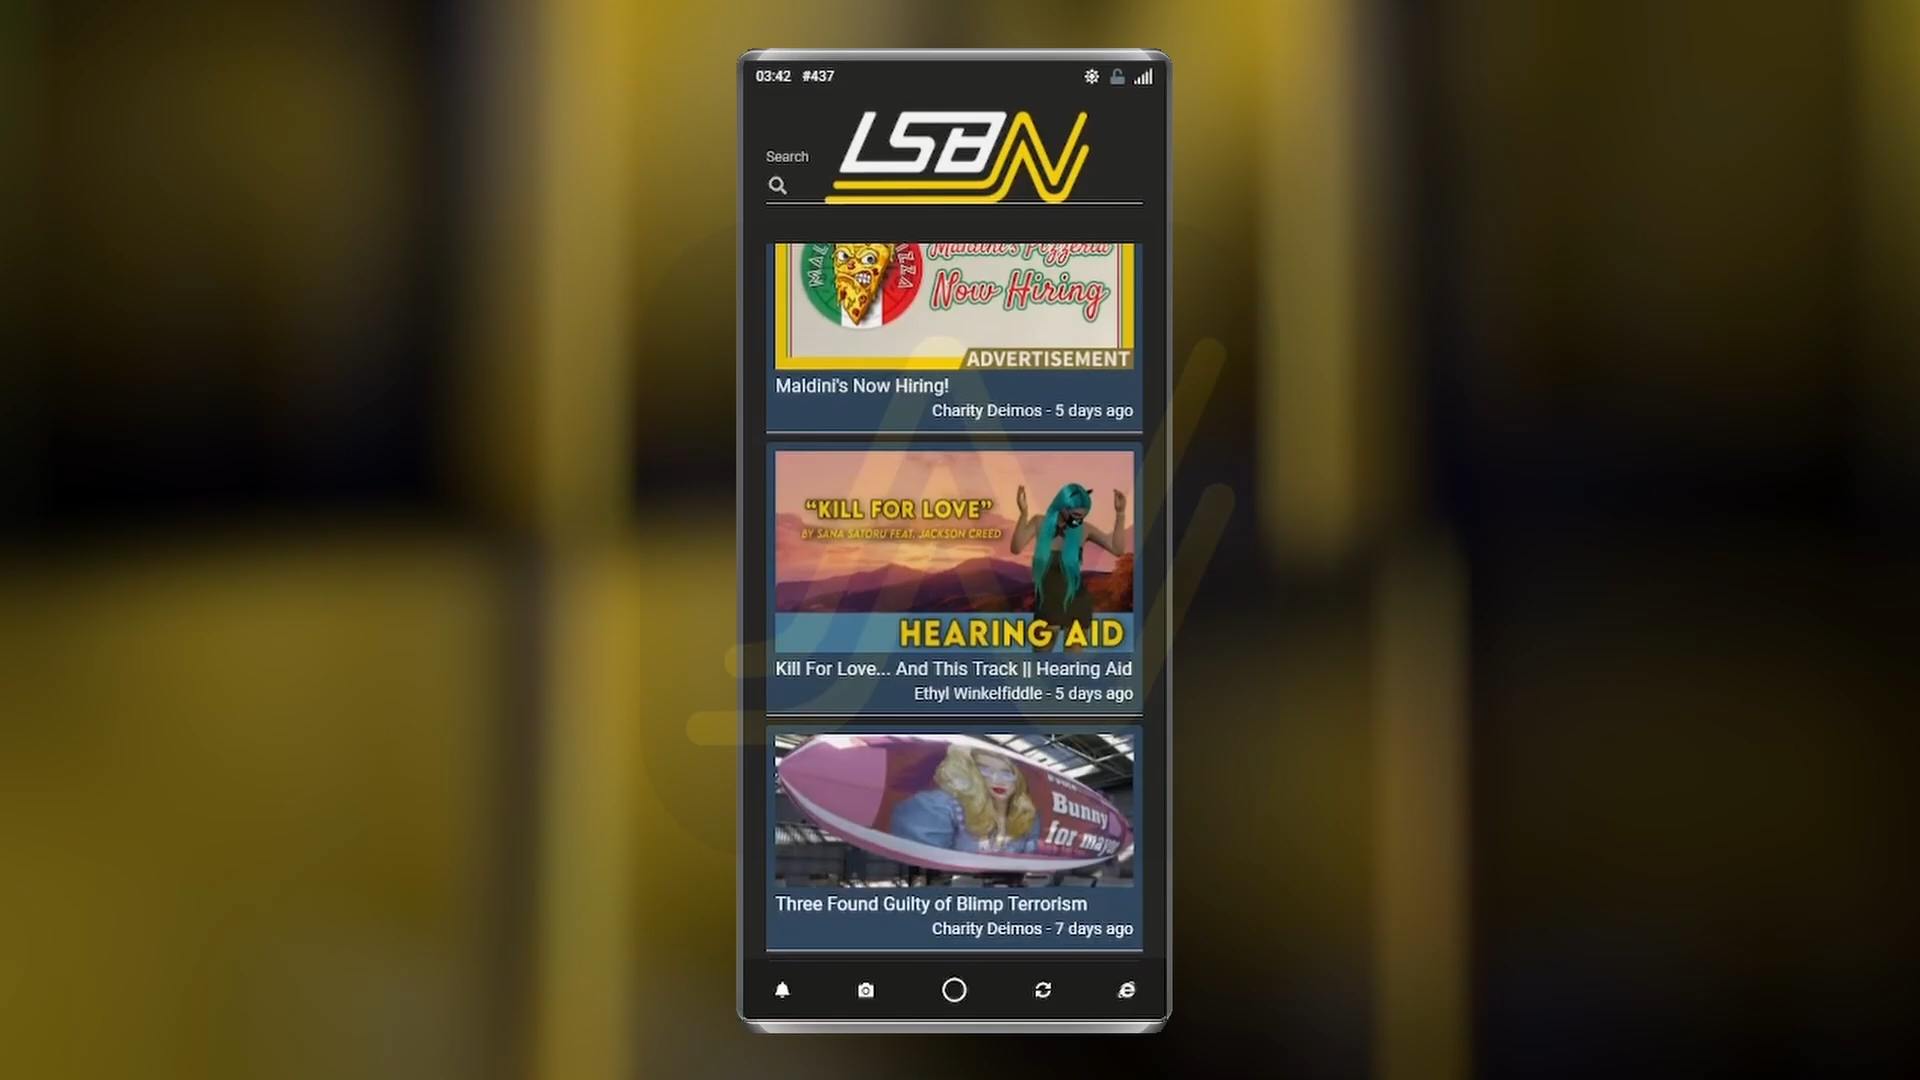 03:42 #437
LSBN
Search
Maldini's Pizzeria
Now Hiring
ADVERTISEMENT
Maldini's Now Hiring!
Charity Deimos - 5 days ago
“KILL FOR LOVE”
BY SANA SATORU FEAT. JACKSON CREED
HEARING AID
Kill For Love... And This Track || Hearing Aid
Ethyl Winkelfiddle - 5 days ago
Bunny
for mayor
Three Found Guilty of Blimp Terrorism
Charity Deimos - 7 days ago